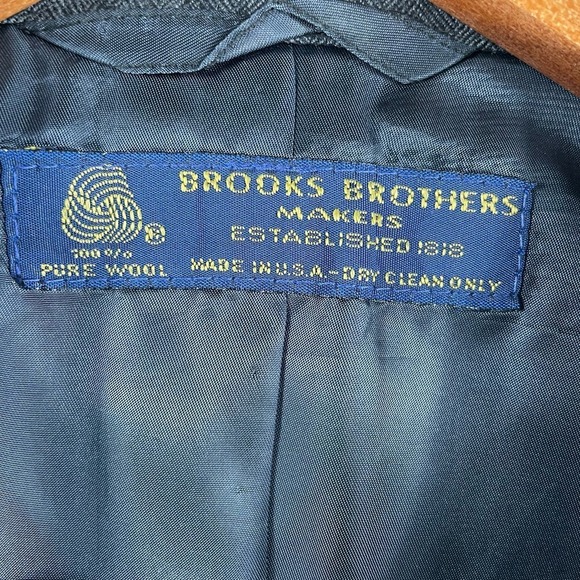 BROOKS BROTHERS
MAKERS
ESTABLISHED 1818
MADE IN U.S.A.-DRY CLEAN ONLY
100%
PURE WOOL
®